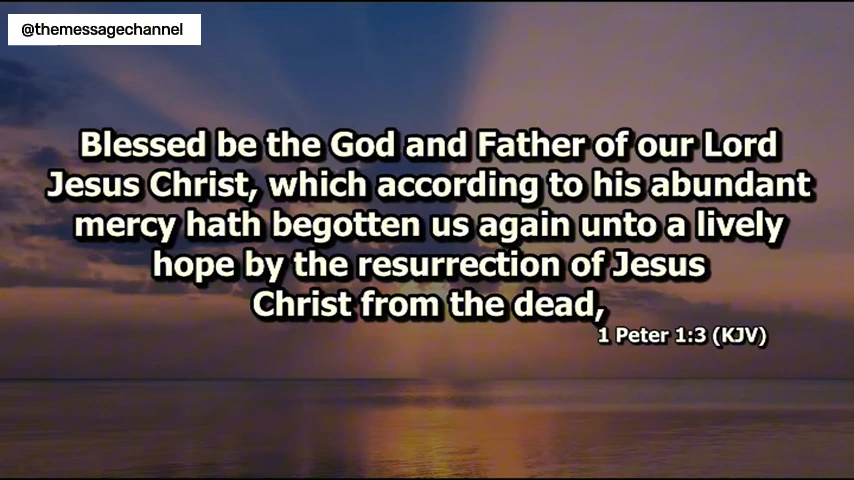 @themessagechannel
Blessed be the God and Father of our Lord
Jesus Christ, which according to his abundant
mercy hath begotten us again unto a lively
hope by the resurrection of Jesus
Christ from the dead,
1 Peter 1:3 (KJV)